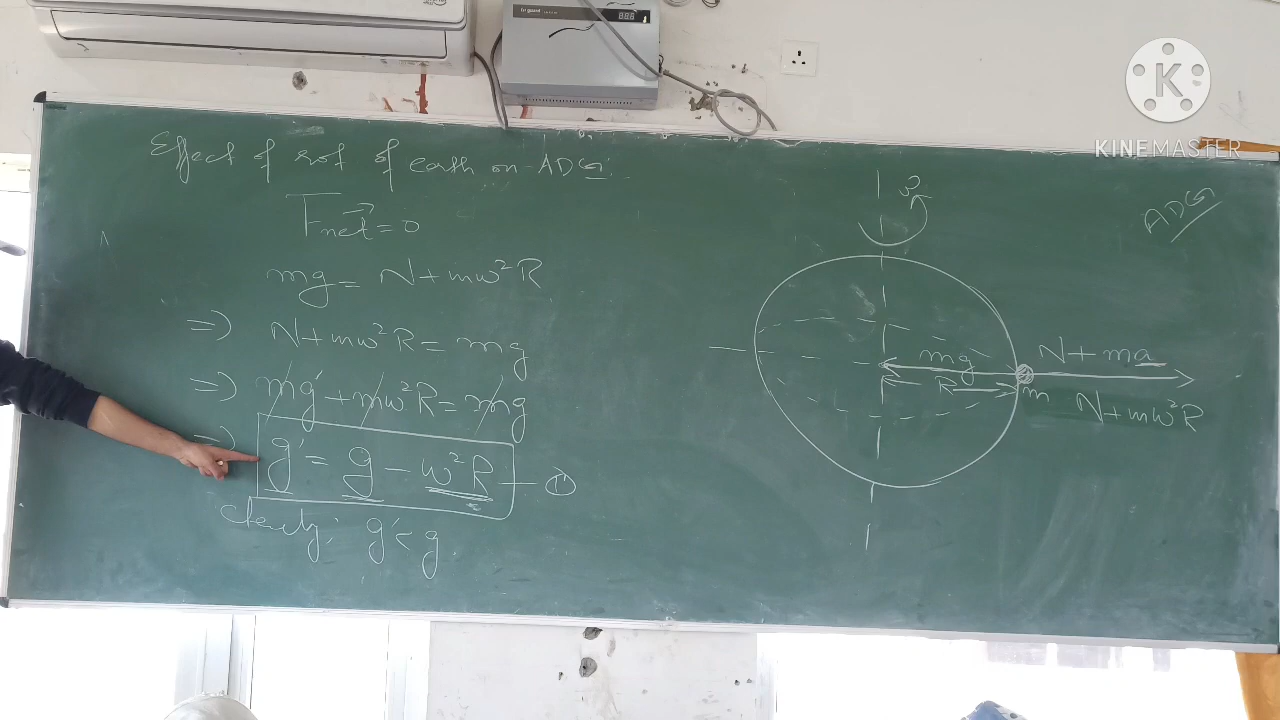 Effect of rot of earth on ADG:
Fnet = 0
mg = N + mω²R
=> N + mω²R = mg
=> mg' + mω²R = mg
=> g' = g - ω²R - ①
clearly; g' < g.
ω
ADG
mg
N + ma
R
m
N + mω²R
K
KINEMASTER